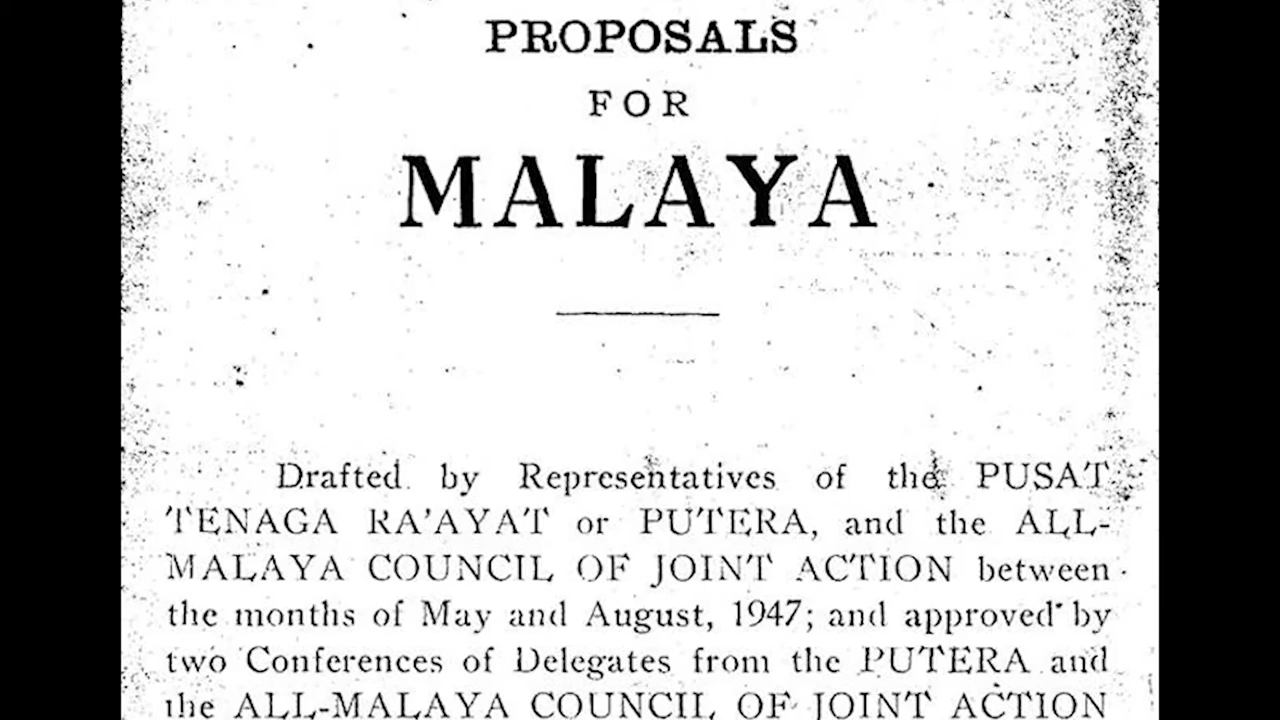 PROPOSALS
FOR
MALAYA
Drafted by Representatives of the PUSAT
TENAGA RA'AYAT or PUTERA, and the ALL-
MALAYA COUNCIL OF JOINT ACTION between
the months of May and August, 1947; and approved by
two Conferences of Delegates from the PUTERA and
the ALL-MALAYA COUNCIL OF JOINT ACTION